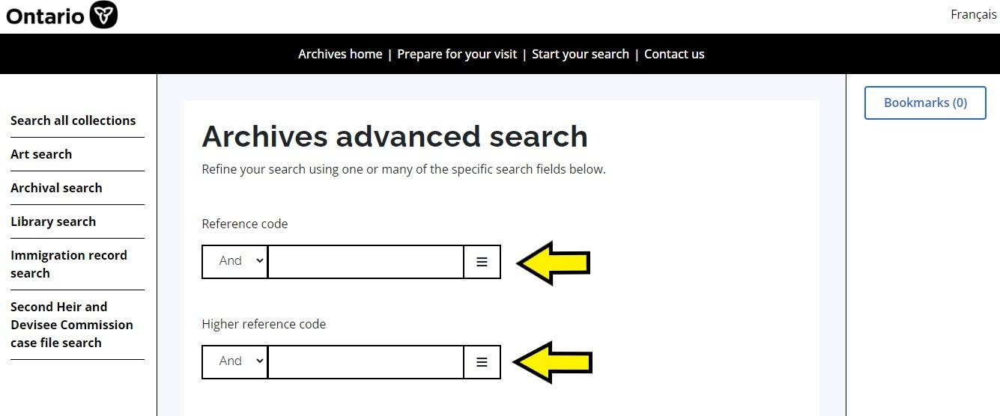 Ontario
Français
Archives home | Prepare for your visit | Start your search | Contact us
Search all collections
Art search
Archival search
Library search
Immigration record
search
Second Heir and
Devisee Commission
case file search
Archives advanced search
Refine your search using one or many of the specific search fields below.
Reference code
And
Higher reference code
And
Bookmarks (0)